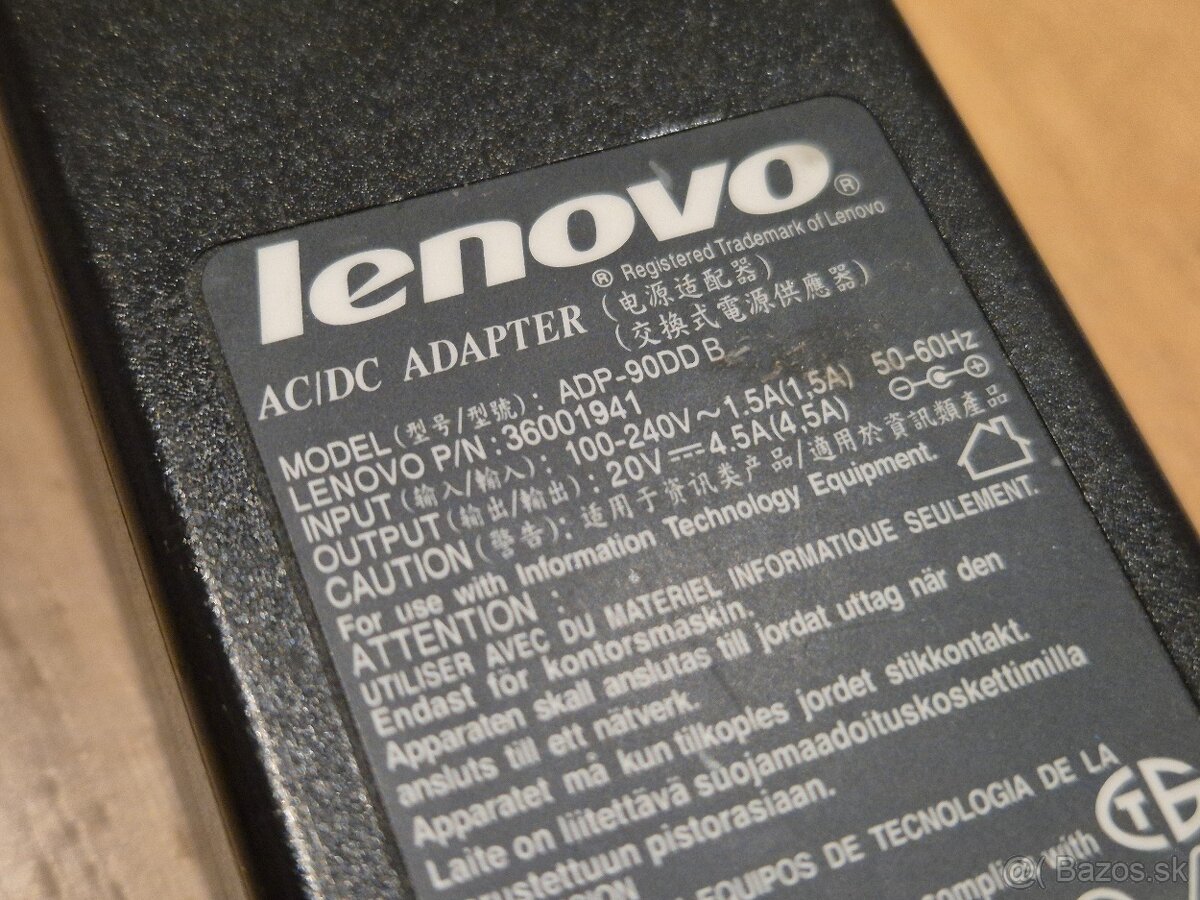 lenovo®
® Registered Trademark of Lenovo
AC/DC ADAPTER (电源适配器)
(交換式電源供應器)
MODEL(型号/型號): ADP-90DD B
LENOVO P/N: 36001941
INPUT(输入/輸入): 100-240V~1.5A(1,5A) 50-60Hz
OUTPUT(输出/輸出): 20V⎓4.5A(4,5A)
CAUTION(警告): 适用于资讯类产品/適用於資訊類產品
For use with Information Technology Equipment.
ATTENTION :
UTILISER AVEC DU MATERIEL INFORMATIQUE SEULEMENT.
Endast för kontorsmaskin.
Apparaten skall anslutas till jordat uttag när den
ansluts till ett nätverk.
Apparatet må kun tilkoples jordet stikkontakt.
Laite on liitettävä suojamaadoituskoskettimilla
varustettuun pistorasiaan.
EQUIPOS DE TECNOLOGIA DE LA
comply with
@( Bazos.sk